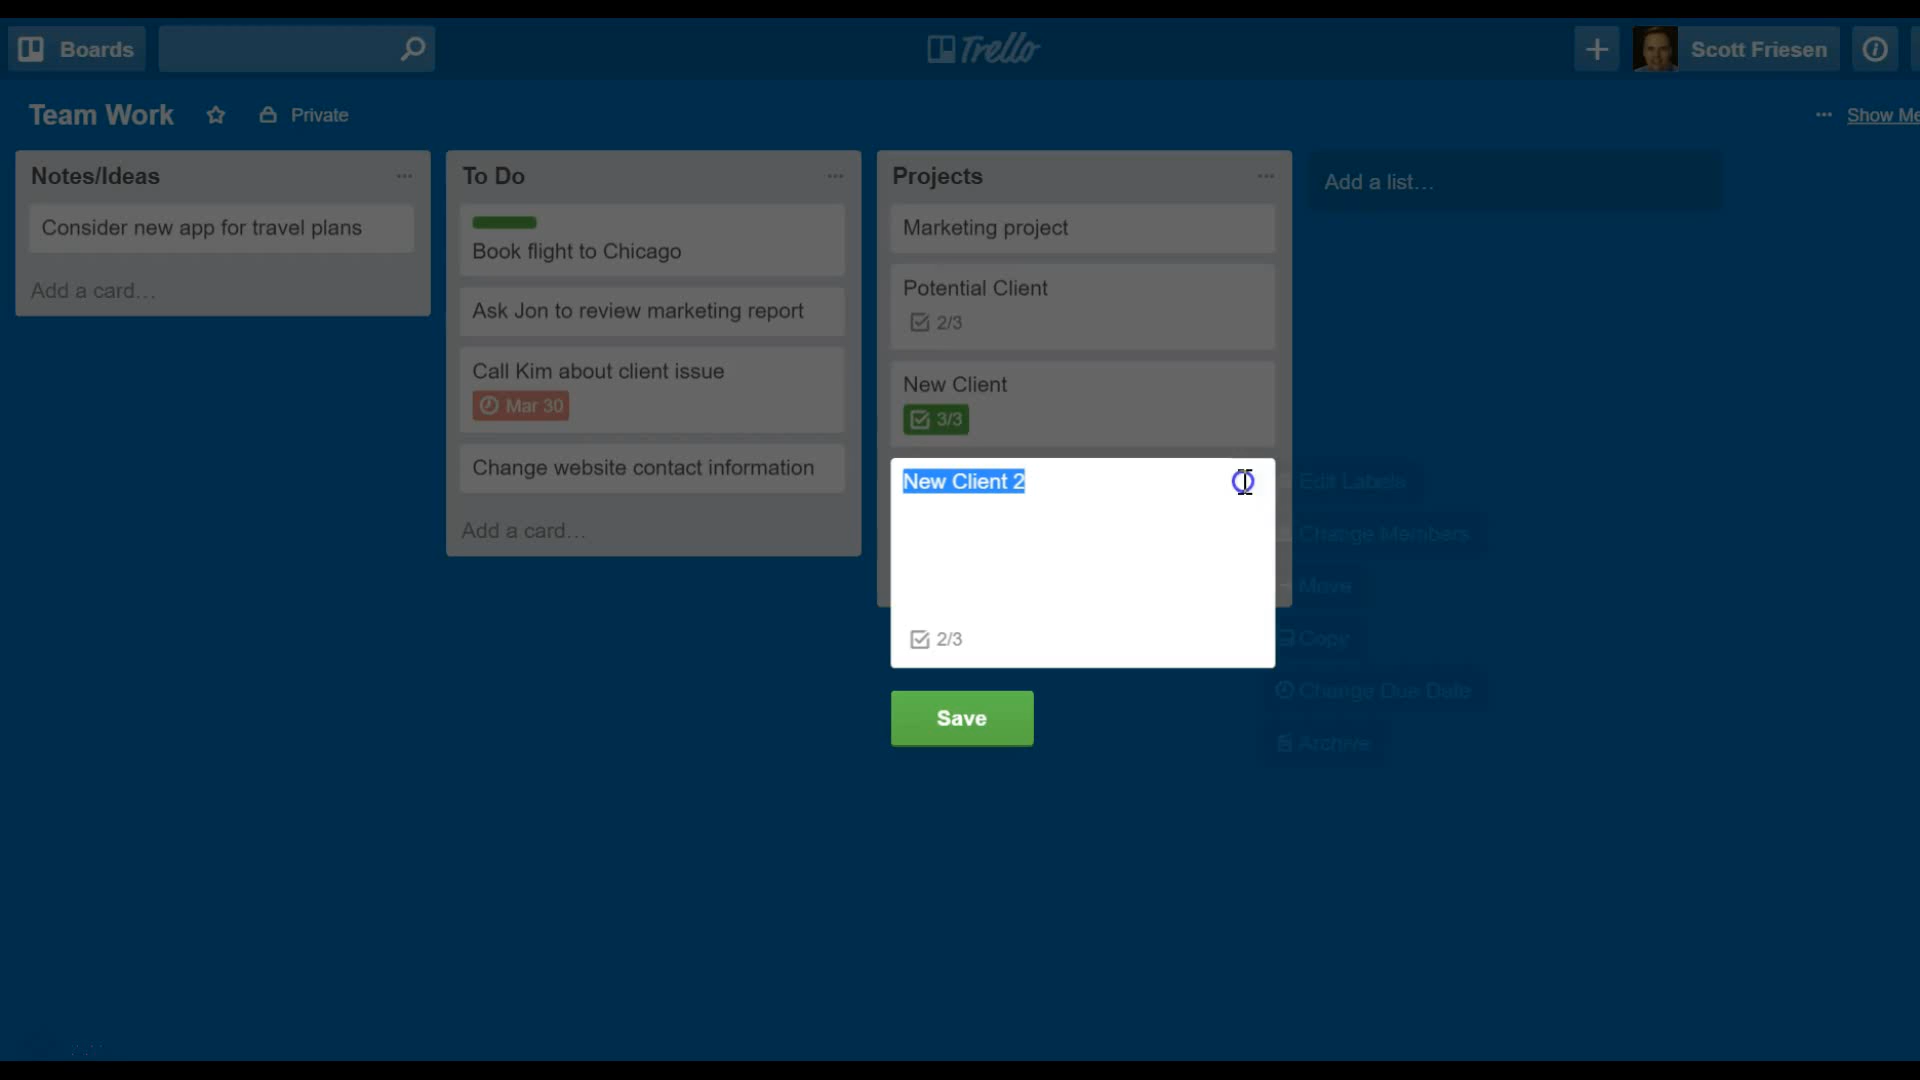 Boards
Trello
Scott Friesen
Team Work
Private
Show Me
Notes/Ideas
Consider new app for travel plans
Add a card…
To Do
Book flight to Chicago
Ask Jon to review marketing report
Call Kim about client issue
Mar 30
Change website contact information
Add a card…
Projects
Marketing project
Potential Client
2/3
New Client
3/3
New Client 2
2/3
Save
Add a list…
Edit Labels
Change Members
Move
Copy
Change Due Date
Archive